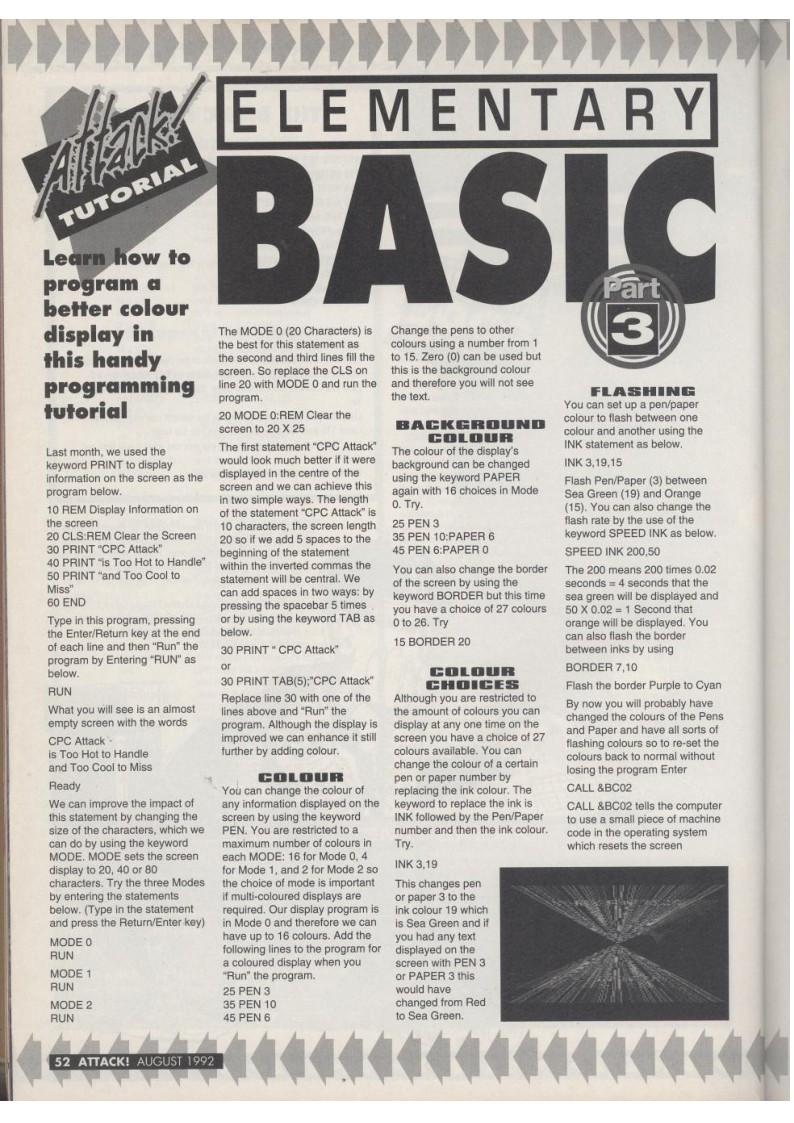 Attack!
TUTORIAL
ELEMENTARY
BASIC
Part
3
Learn how to
program a
better colour
display in
this handy
programming
tutorial
Last month, we used the
keyword PRINT to display
information on the screen as the
program below.
10 REM Display Information on
the screen
20 CLS:REM Clear the Screen
30 PRINT "CPC Attack"
40 PRINT "is Too Hot to Handle"
50 PRINT "and Too Cool to
Miss"
60 END
Type in this program, pressing
the Enter/Return key at the end
of each line and then "Run" the
program by Entering "RUN" as
below.
RUN
What you will see is an almost
empty screen with the words
CPC Attack
is Too Hot to Handle
and Too Cool to Miss
Ready
We can improve the impact of
this statement by changing the
size of the characters, which we
can do by using the keyword
MODE. MODE sets the screen
display to 20, 40 or 80
characters. Try the three Modes
by entering the statements
below. (Type in the statement
and press the Return/Enter key)
MODE 0
RUN
MODE 1
RUN
MODE 2
RUN
The MODE 0 (20 Characters) is
the best for this statement as
the second and third lines fill the
screen. So replace the CLS on
line 20 with MODE 0 and run the
program.
20 MODE 0:REM Clear the
screen to 20 X 25
The first statement "CPC Attack"
would look much better if it were
displayed in the centre of the
screen and we can achieve this
in two simple ways. The length
of the statement "CPC Attack" is
10 characters, the screen length
20 so if we add 5 spaces to the
beginning of the statement
within the inverted commas the
statement will be central. We
can add spaces in two ways: by
pressing the spacebar 5 times
or by using the keyword TAB as
below.
30 PRINT " CPC Attack"
or
30 PRINT TAB(5);"CPC Attack"
Replace line 30 with one of the
lines above and "Run" the
program. Although the display is
improved we can enhance it still
further by adding colour.
COLOUR
You can change the colour of
any information displayed on the
screen by using the keyword
PEN. You are restricted to a
maximum number of colours in
each MODE: 16 for Mode 0, 4
for Mode 1, and 2 for Mode 2 so
the choice of mode is important
if multi-coloured displays are
required. Our display program is
in Mode 0 and therefore we can
have up to 16 colours. Add the
following lines to the program for
a coloured display when you
"Run" the program.
25 PEN 3
35 PEN 10
45 PEN 6
Change the pens to other
colours using a number from 1
to 15. Zero (0) can be used but
this is the background colour
and therefore you will not see
the text.
BACKGROUND
COLOUR
The colour of the display's
background can be changed
using the keyword PAPER
again with 16 choices in Mode
0. Try.
25 PEN 3
35 PEN 10:PAPER 6
45 PEN 6:PAPER 0
You can also change the border
of the screen by using the
keyword BORDER but this time
you have a choice of 27 colours
0 to 26. Try
15 BORDER 20
COLOUR
CHOICES
Although you are restricted to
the amount of colours you can
display at any one time on the
screen you have a choice of 27
colours available. You can
change the colour of a certain
pen or paper number by
replacing the ink colour. The
keyword to replace the ink is
INK followed by the Pen/Paper
number and then the ink colour.
Try.
INK 3,19
This changes pen
or paper 3 to the
ink colour 19 which
is Sea Green and if
you had any text
displayed on the
screen with PEN 3
or PAPER 3 this
would have
changed from Red
to Sea Green.
FLASHING
You can set up a pen/paper
colour to flash between one
colour and another using the
INK statement as below.
INK 3,19,15
Flash Pen/Paper (3) between
Sea Green (19) and Orange
(15). You can also change the
flash rate by the use of the
keyword SPEED INK as below.
SPEED INK 200,50
The 200 means 200 times 0.02
seconds = 4 seconds that the
sea green will be displayed and
50 X 0.02 = 1 Second that
orange will be displayed. You
can also flash the border
between inks by using
BORDER 7,10
Flash the border Purple to Cyan
By now you will probably have
changed the colours of the Pens
and Paper and have all sorts of
flashing colours so to re-set the
colours back to normal without
losing the program Enter
CALL &BC02
CALL &BC02 tells the computer
to use a small piece of machine
code in the operating system
which resets the screen
52 ATTACK! AUGUST 1992